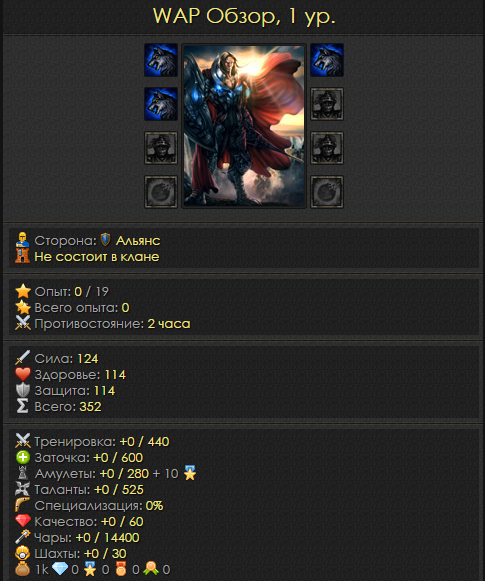 WAP Обзор, 1 ур.
Сторона: Альянс
Не состоит в клане
Опыт: 0 / 19
Всего опыта: 0
Противостояние: 2 часа
Сила: 124
Здоровье: 114
Защита: 114
Всего: 352
Тренировка: +0 / 440
Заточка: +0 / 600
Амулеты: +0 / 280 + 10
Таланты: +0 / 525
Специализация: 0%
Качество: +0 / 60
Чары: +0 / 14400
Шахты: +0 / 30
1k 0 0 0 0